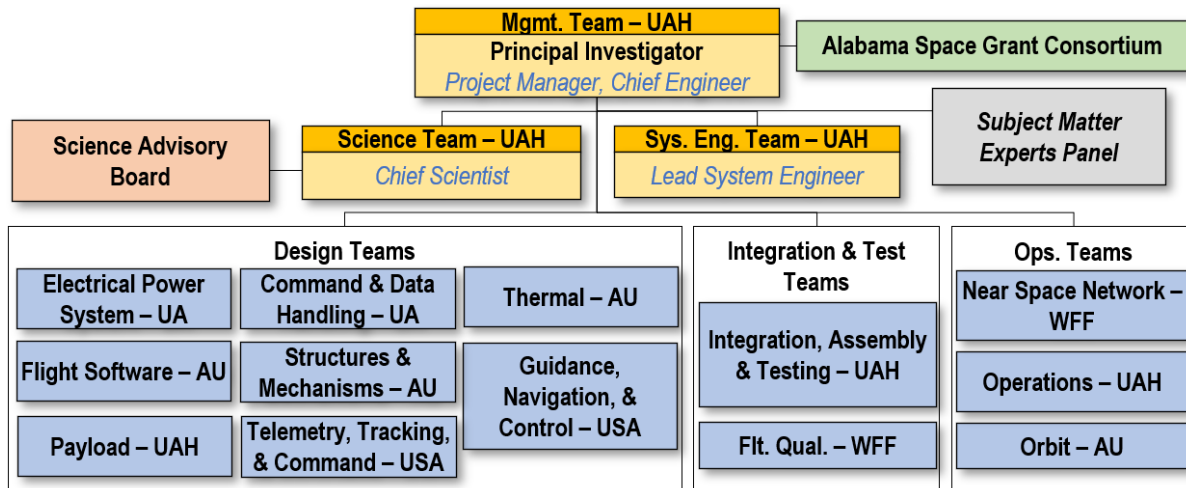 Mgmt. Team – UAH
Principal Investigator
Project Manager, Chief Engineer
Alabama Space Grant Consortium
Science Advisory
Board
Science Team – UAH
Chief Scientist
Sys. Eng. Team – UAH
Lead System Engineer
Subject Matter
Experts Panel
Design Teams
Electrical Power
System – UA
Command & Data
Handling – UA
Thermal – AU
Flight Software – AU
Structures &
Mechanisms – AU
Guidance,
Navigation, &
Control – USA
Payload – UAH
Telemetry, Tracking,
& Command – USA
Integration & Test
Teams
Integration, Assembly
& Testing – UAH
Flt. Qual. – WFF
Ops. Teams
Near Space Network –
WFF
Operations – UAH
Orbit – AU